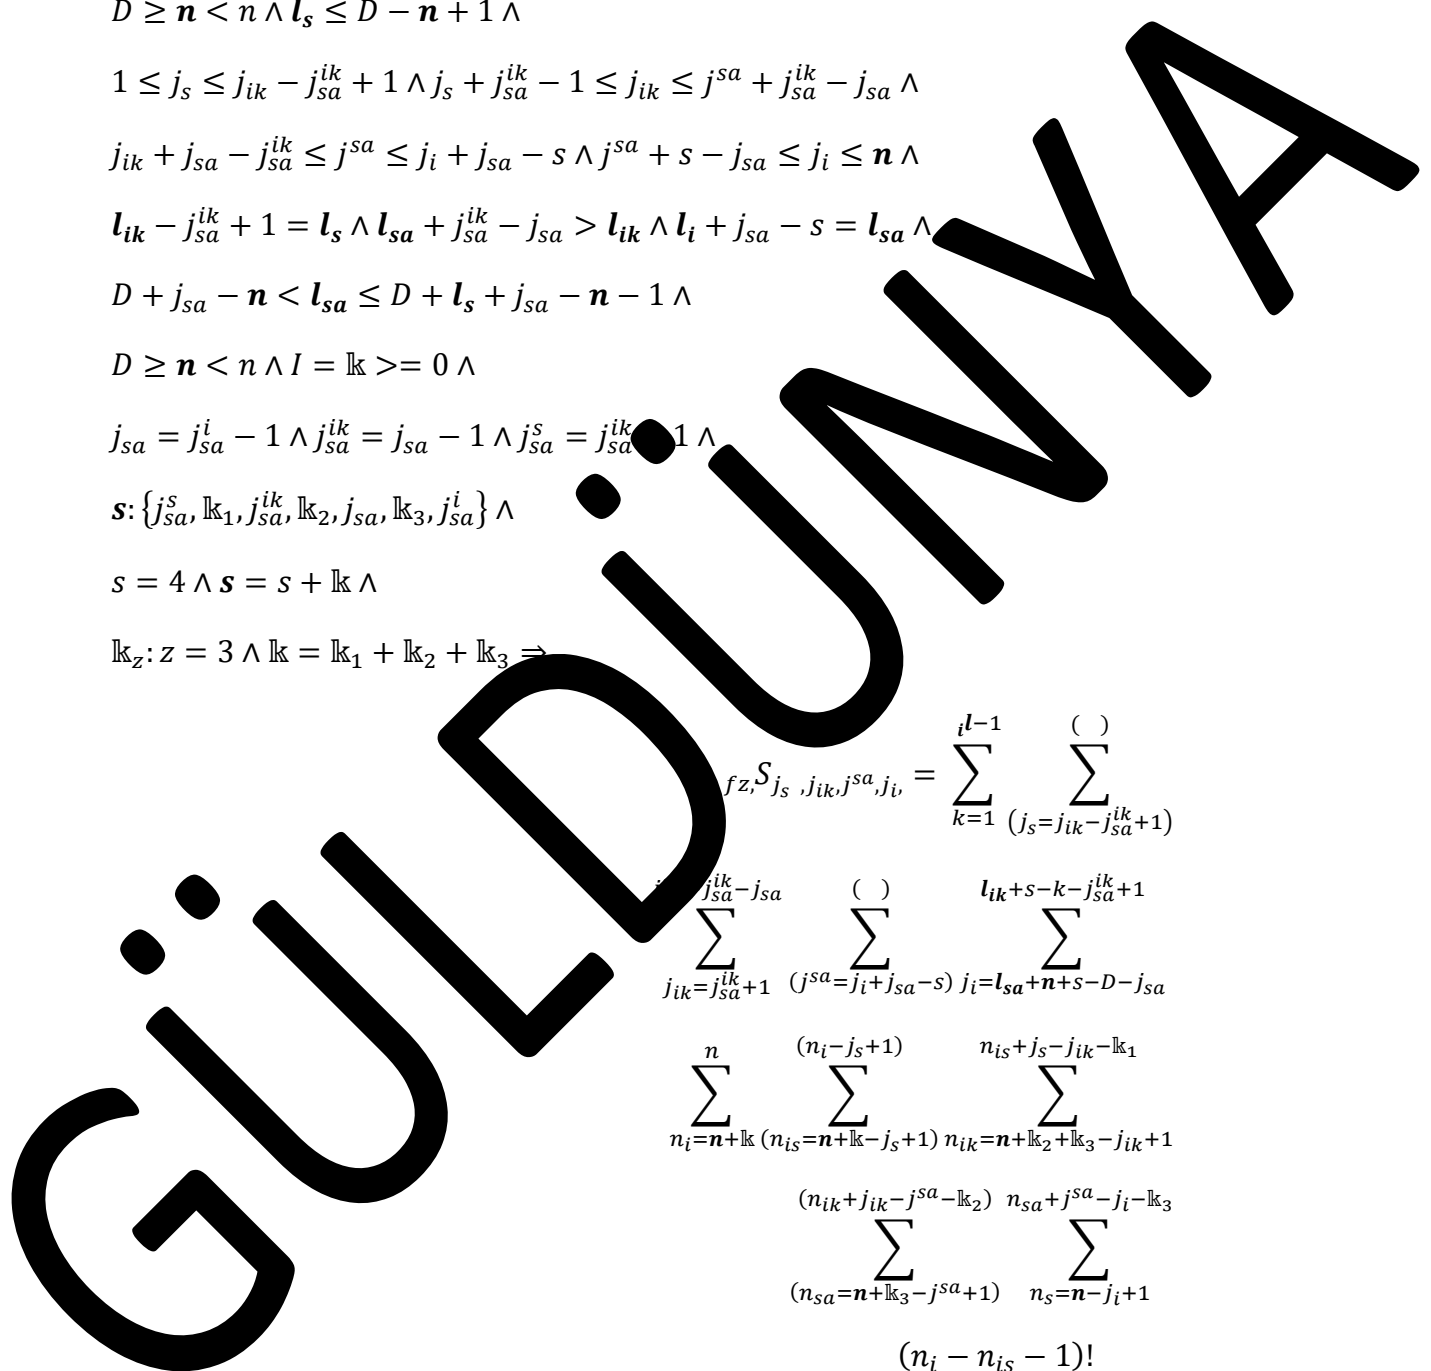 D ≥ n < n ∧ l_s ≤ D − n + 1 ∧
1 ≤ j_s ≤ j_{ik} − j_{sa}^{ik} + 1 ∧ j_s + j_{sa}^{ik} − 1 ≤ j_{ik} ≤ j^{sa} + j_{sa}^{ik} − j_{sa} ∧
j_{ik} + j_{sa} − j_{sa}^{ik} ≤ j^{sa} ≤ j_i + j_{sa} − s ∧ j^{sa} + s − j_{sa} ≤ j_i ≤ n ∧
l_{ik} − j_{sa}^{ik} + 1 = l_s ∧ l_{sa} + j_{sa}^{ik} − j_{sa} > l_{ik} ∧ l_i + j_{sa} − s = l_{sa} ∧
D + j_{sa} − n < l_{sa} ≤ D + l_s + j_{sa} − n − 1 ∧
D ≥ n < n ∧ I = 𝕜 >= 0 ∧
j_{sa} = j_{sa}^{i} − 1 ∧ j_{sa}^{ik} = j_{sa} − 1 ∧ j_{sa}^{s} = j_{sa}^{ik} 1 ∧
s: {j_{sa}^{s}, 𝕜_1, j_{sa}^{ik}, 𝕜_2, j_{sa}, 𝕜_3, j_{sa}^{i}} ∧
s = 4 ∧ s = s + 𝕜 ∧
𝕜_z: z = 3 ∧ 𝕜 = 𝕜_1 + 𝕜_2 + 𝕜_3 ⇒
_{fz,}S_{j_s ,j_{ik},j^{sa},j_i,} = \sum_{k=1}^{_{i}l−1} \sum_{(j_s=j_{ik}−j_{sa}^{ik}+1)}^{( )}
\sum_{j_{ik}=j_{sa}^{ik}+1}^{j_{sa}^{ik}−j_{sa}} \sum_{(j^{sa}=j_i+j_{sa}−s)}^{( )} \sum_{j_i=l_{sa}+n+s−D−j_{sa}}^{l_{ik}+s−k−j_{sa}^{ik}+1}
\sum_{n_i=n+𝕜}^{n} \sum_{(n_{is}=n+𝕜−j_s+1)}^{(n_i−j_s+1)} \sum_{n_{ik}=n+𝕜_2+𝕜_3−j_{ik}+1}^{n_{is}+j_s−j_{ik}−𝕜_1}
\sum_{(n_{sa}=n+𝕜_3−j^{sa}+1)}^{(n_{ik}+j_{ik}−j^{sa}−𝕜_2)} \sum_{n_s=n−j_i+1}^{n_{sa}+j^{sa}−j_i−𝕜_3}
(n_i − n_{is} − 1)!
GÜLDÜNYA